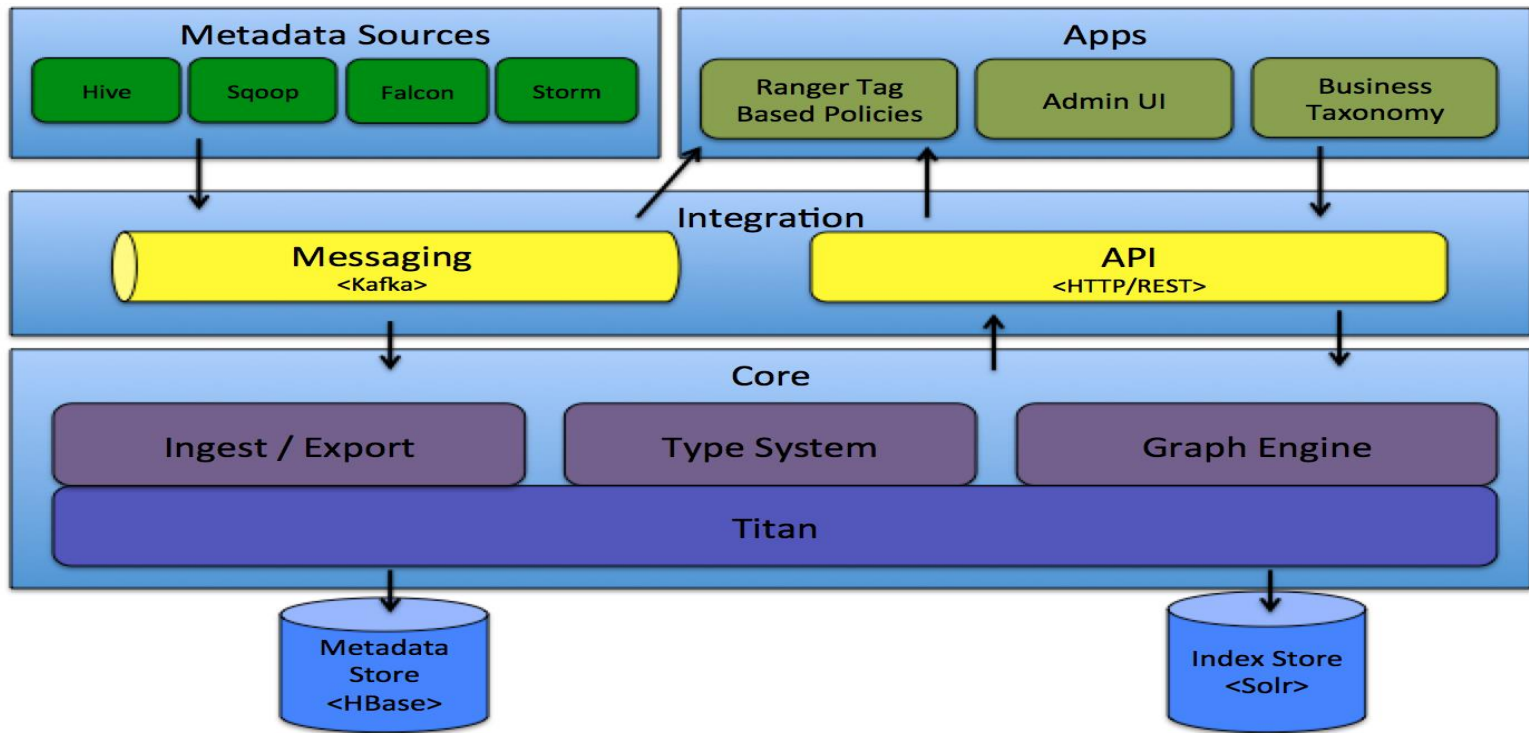 Metadata Sources
Hive
Sqoop
Falcon
Storm
Apps
Ranger Tag
Based Policies
Admin UI
Business
Taxonomy
Integration
Messaging
<Kafka>
API
<HTTP/REST>
Core
Ingest / Export
Type System
Graph Engine
Titan
Metadata
Store
<HBase>
Index Store
<Solr>